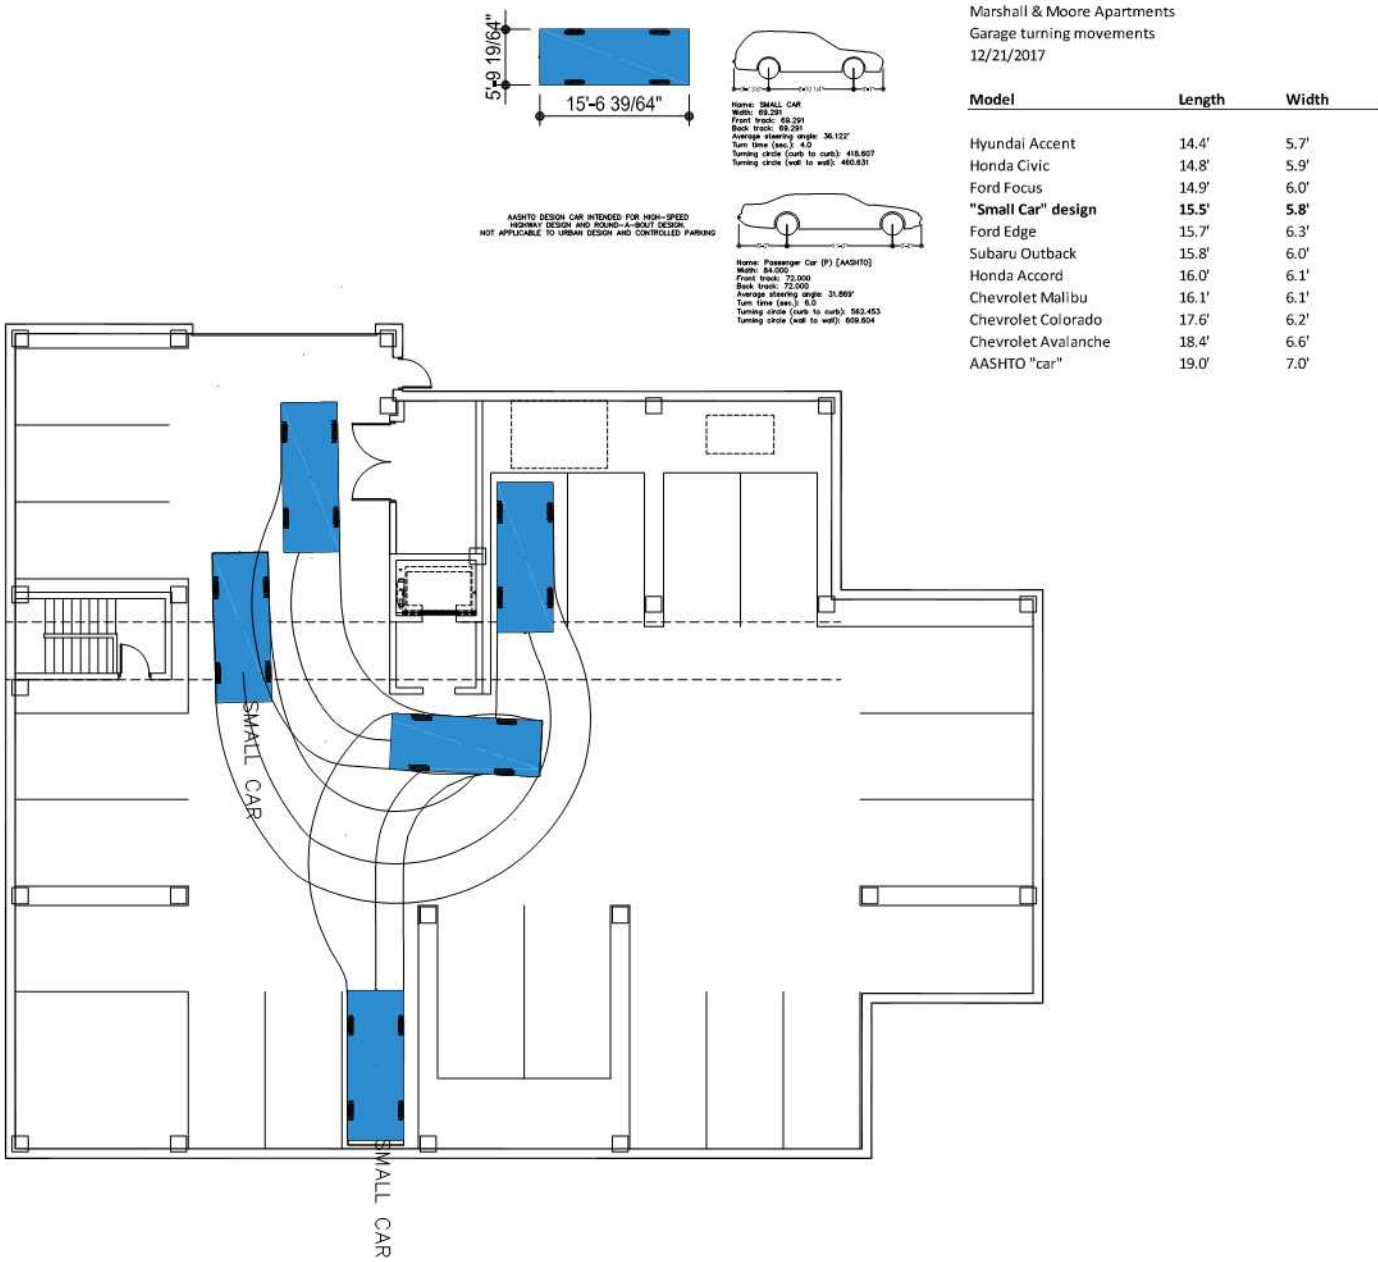 Marshall & Moore Apartments
Garage turning movements
12/21/2017
Model Length Width
Hyundai Accent 14.4' 5.7'
Honda Civic 14.8' 5.9'
Ford Focus 14.9' 6.0'
"Small Car" design 15.5' 5.8'
Ford Edge 15.7' 6.3'
Subaru Outback 15.8' 6.0'
Honda Accord 16.0' 6.1'
Chevrolet Malibu 16.1' 6.1'
Chevrolet Colorado 17.6' 6.2'
Chevrolet Avalanche 18.4' 6.6'
AASHTO "car" 19.0' 7.0'
5'-9 19/64"
15'-6 39/64"
Name: SMALL CAR
Width: 69.291
Front track: 69.291
Back track: 69.291
Average steering angle: 36.122°
Turn time (sec.): 4.0
Turning circle (curb to curb): 418.607
Turning circle (wall to wall): 460.631
AASHTO DESIGN CAR INTENDED FOR HIGH-SPEED
HIGHWAY DESIGN AND ROUND-A-BOUT DESIGN.
NOT APPLICABLE TO URBAN DESIGN AND CONTROLLED PARKING
Name: Passenger Car (P) [AASHTO]
Width: 84.000
Front track: 72.000
Back track: 72.000
Average steering angle: 31.869°
Turn time (sec.): 6.0
Turning circle (curb to curb): 562.453
Turning circle (wall to wall): 609.604
SMALL CAR
SMALL CAR